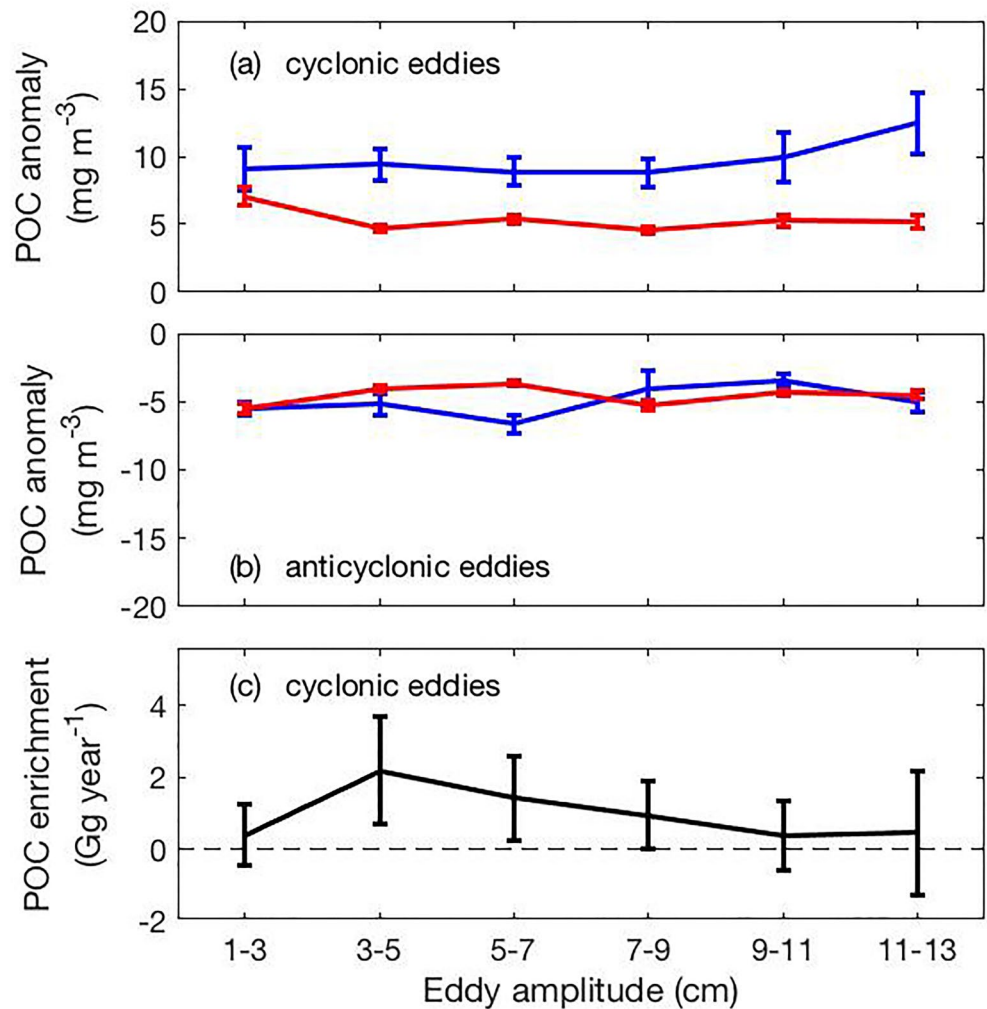 POC anomaly
(mg m⁻³)
20
15
10
5
0
(a) cyclonic eddies
POC anomaly
(mg m⁻³)
0
-5
-10
-15
-20
(b) anticyclonic eddies
POC enrichment
(Gg year⁻¹)
4
2
0
-2
(c) cyclonic eddies
1-3 3-5 5-7 7-9 9-11 11-13
Eddy amplitude (cm)